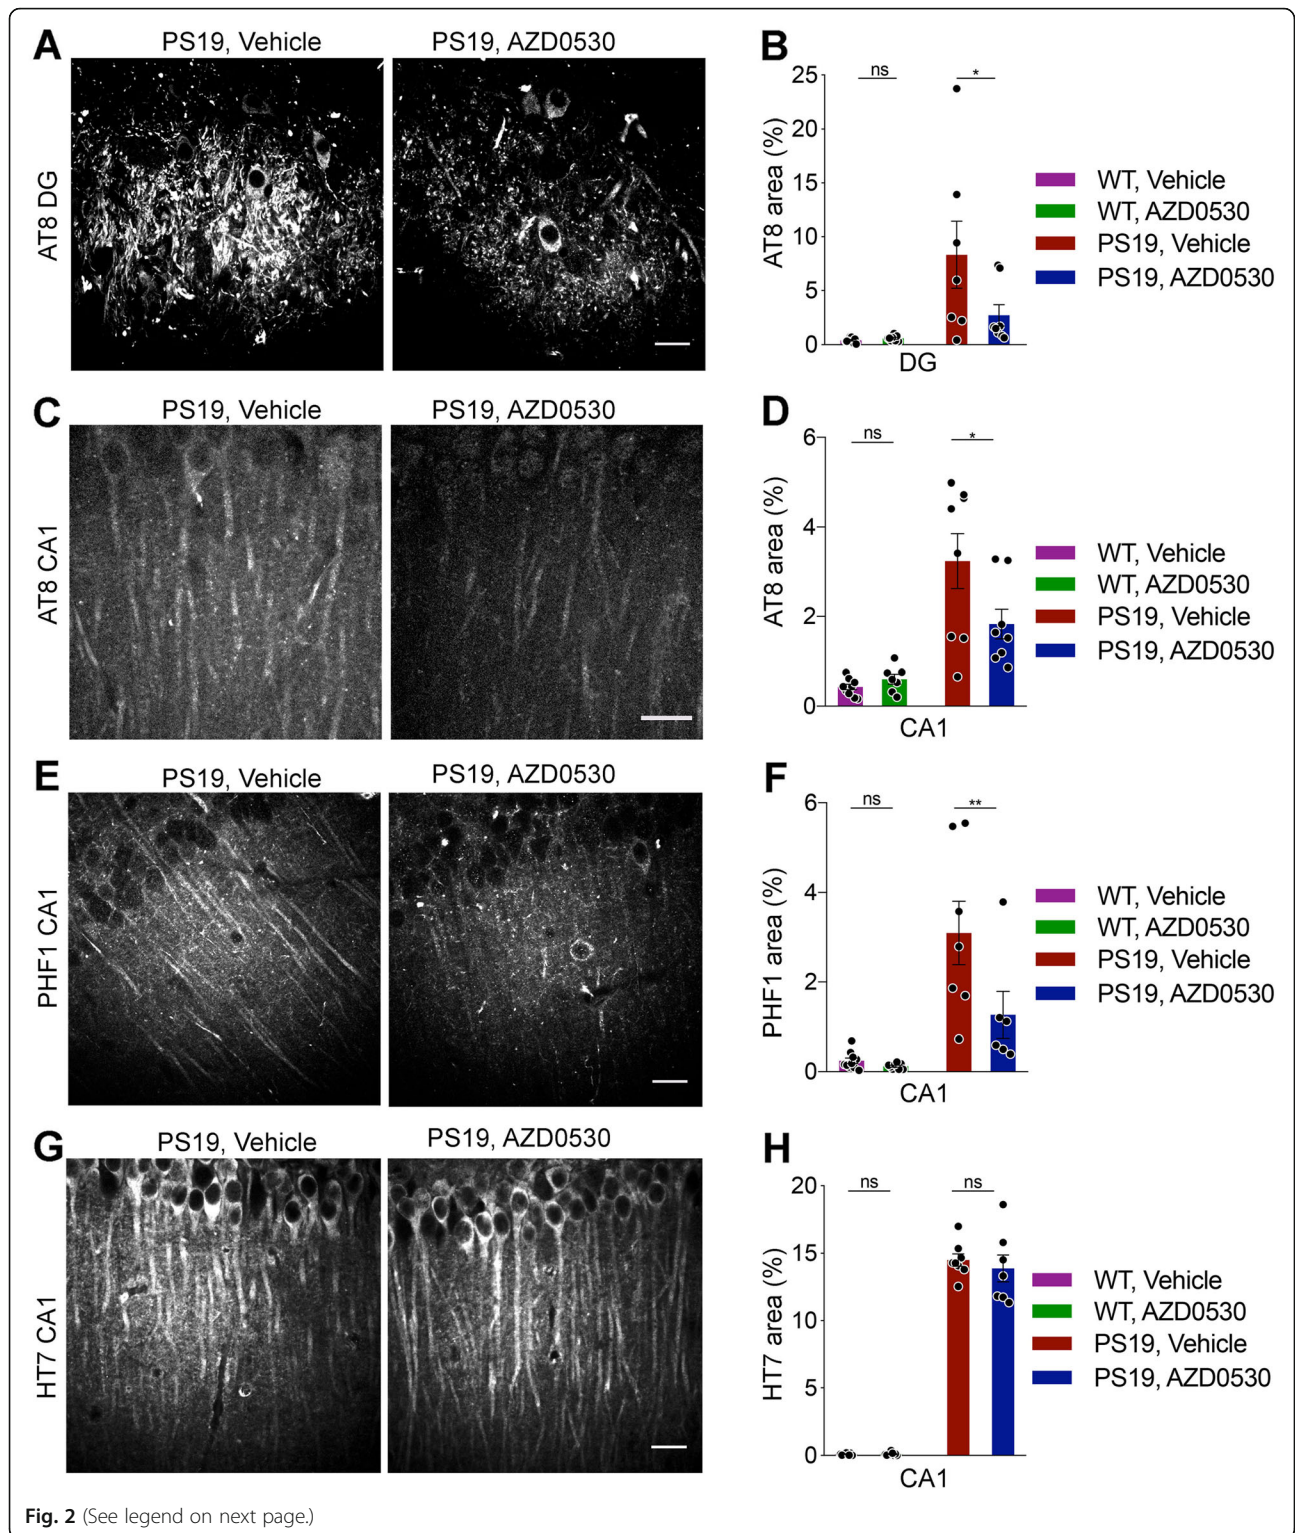 A
PS19, Vehicle
PS19, AZD0530
AT8 DG
B
ns
*
25
20
15
10
5
0
AT8 area (%)
DG
WT, Vehicle
WT, AZD0530
PS19, Vehicle
PS19, AZD0530
C
PS19, Vehicle
PS19, AZD0530
AT8 CA1
D
ns
*
6
4
2
0
AT8 area (%)
CA1
WT, Vehicle
WT, AZD0530
PS19, Vehicle
PS19, AZD0530
E
PS19, Vehicle
PS19, AZD0530
PHF1 CA1
F
ns
**
6
4
2
0
PHF1 area (%)
CA1
WT, Vehicle
WT, AZD0530
PS19, Vehicle
PS19, AZD0530
G
PS19, Vehicle
PS19, AZD0530
HT7 CA1
H
ns
ns
20
15
10
5
0
HT7 area (%)
CA1
WT, Vehicle
WT, AZD0530
PS19, Vehicle
PS19, AZD0530
Fig. 2 (See legend on next page.)